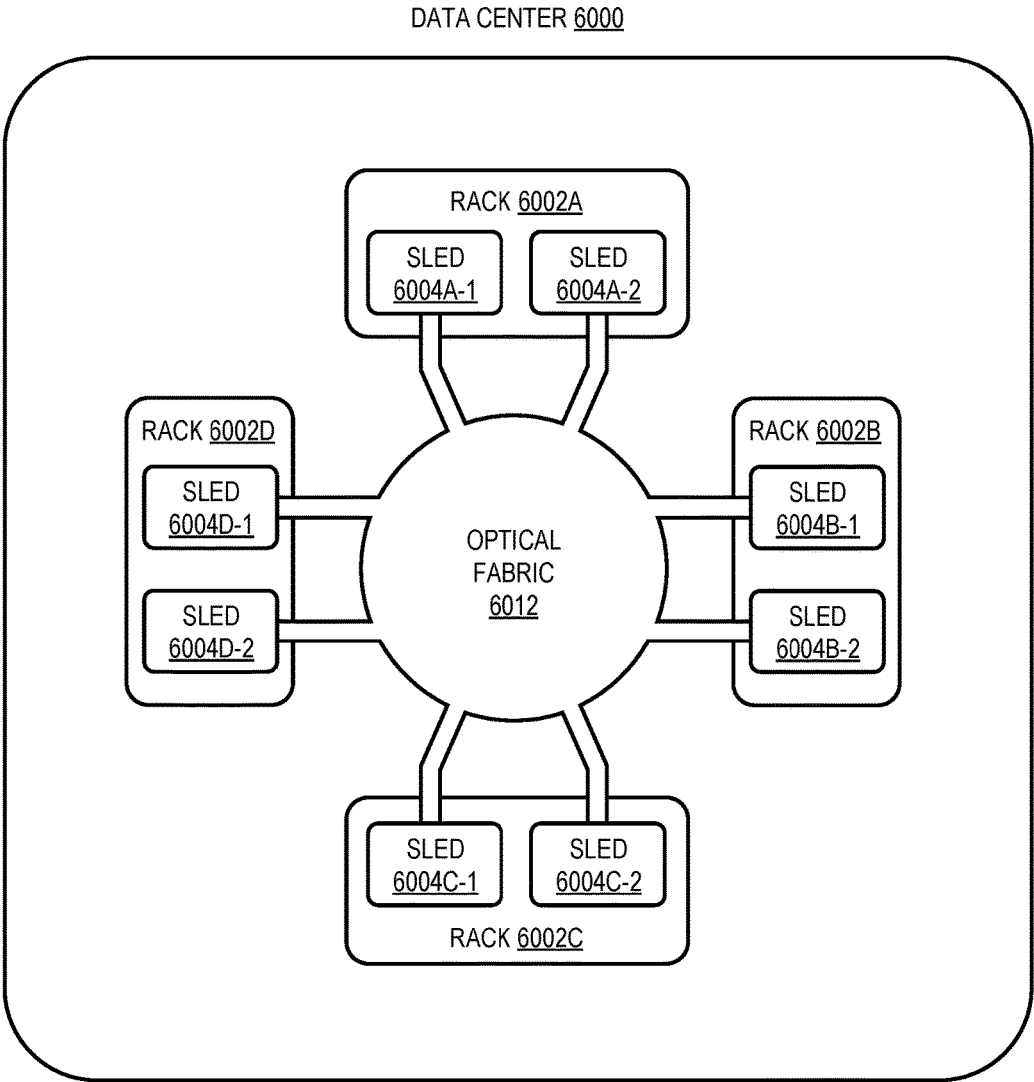 DATA CENTER 6000
RACK 6002A
SLED
6004A-1
SLED
6004A-2
RACK 6002D
SLED
6004D-1
SLED
6004D-2
OPTICAL
FABRIC
6012
RACK 6002B
SLED
6004B-1
SLED
6004B-2
SLED
6004C-1
SLED
6004C-2
RACK 6002C